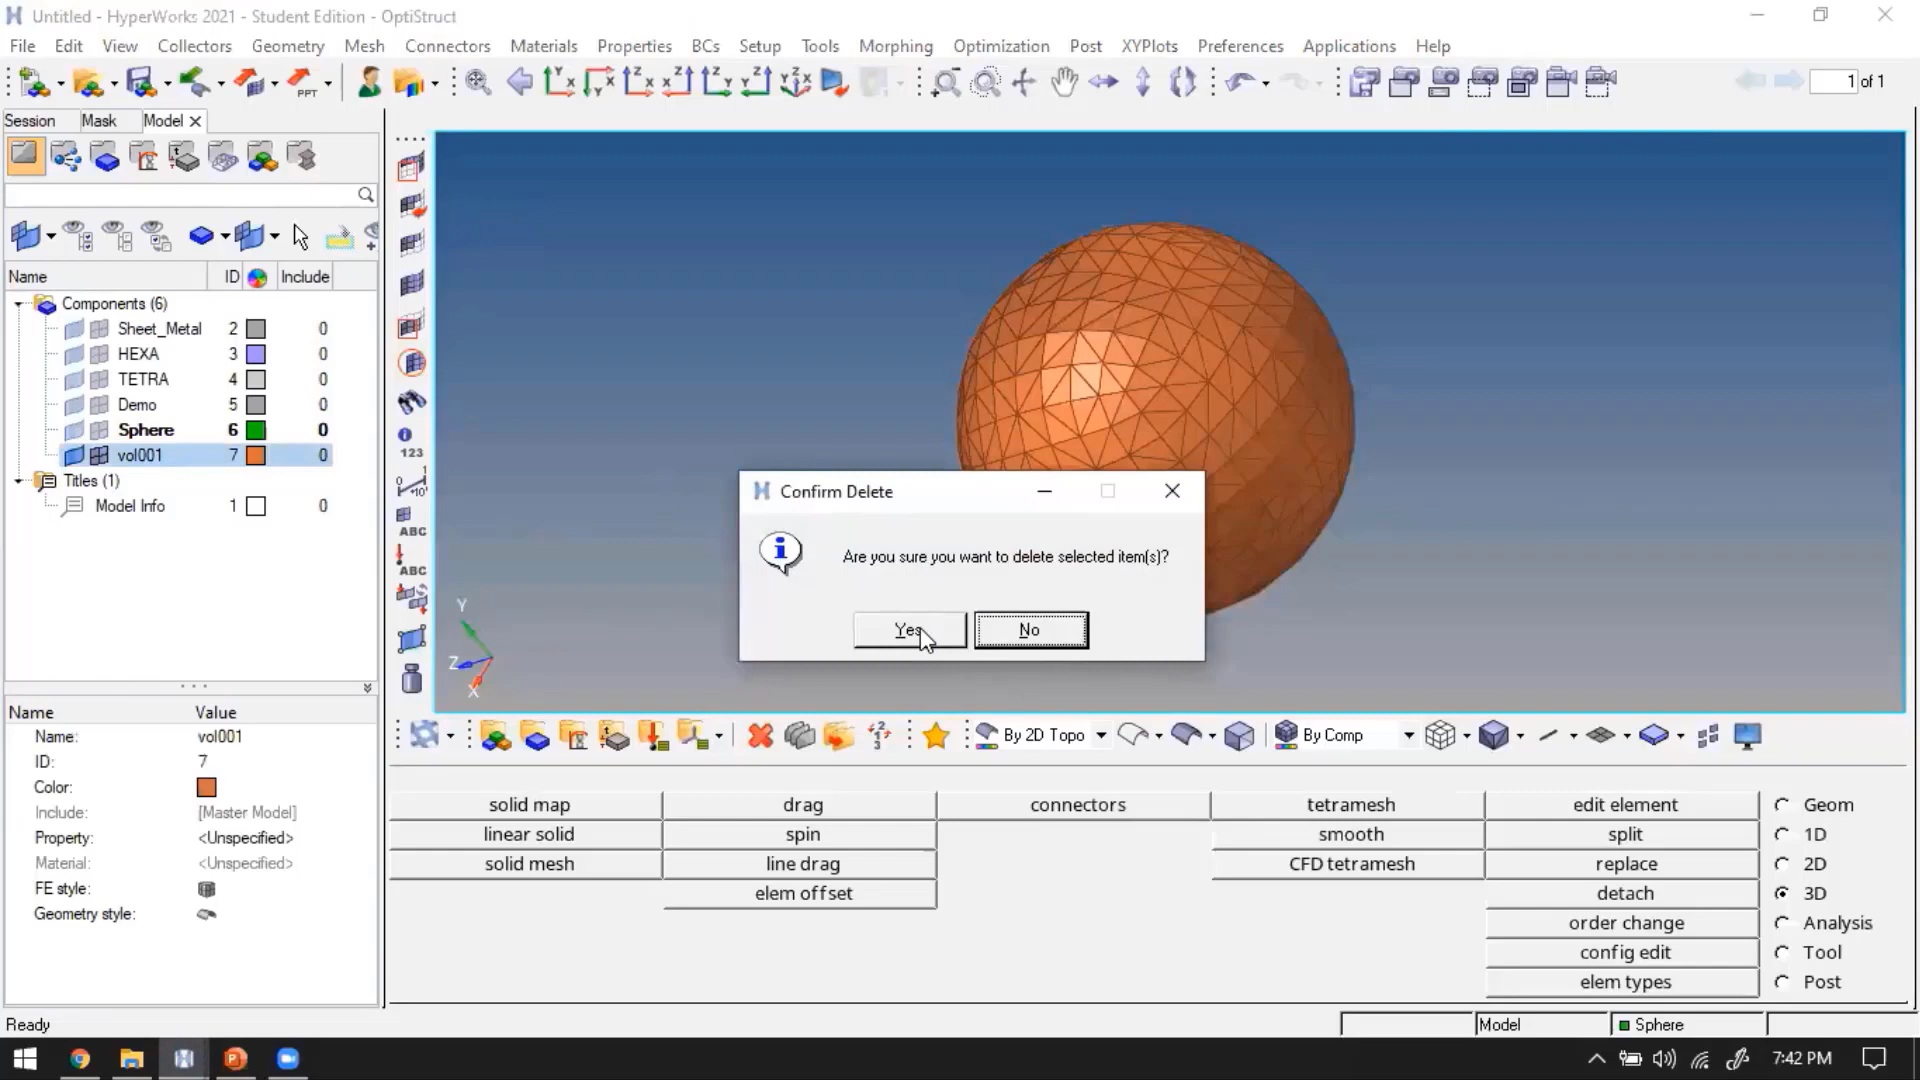 Untitled - HyperWorks 2021 - Student Edition - OptiStruct
File Edit View Collectors Geometry Mesh Connectors Materials Properties BCs Setup Tools Morphing Optimization Post XYPlots Preferences Applications Help
PPT
1 of 1
Session Mask Model
Name ID Include
Components (6)
Sheet_Metal 2 0
HEXA 3 0
TETRA 4 0
Demo 5 0
Sphere 6 0
vol001 7 0
Titles (1)
Model Info 1 0
123
ABC
ABC
Y
Z
X
Confirm Delete
Are you sure you want to delete selected item(s)?
Yes No
Name Value
Name: vol001
ID: 7
Color:
Include: [Master Model]
Property: <Unspecified>
Material: <Unspecified>
FE style:
Geometry style:
By 2D Topo By Comp
solid map drag connectors tetramesh edit element Geom
linear solid spin smooth split 1D
solid mesh line drag CFD tetramesh replace 2D
elem offset detach 3D
order change Analysis
config edit Tool
elem types Post
Ready Model Sphere
7:42 PM